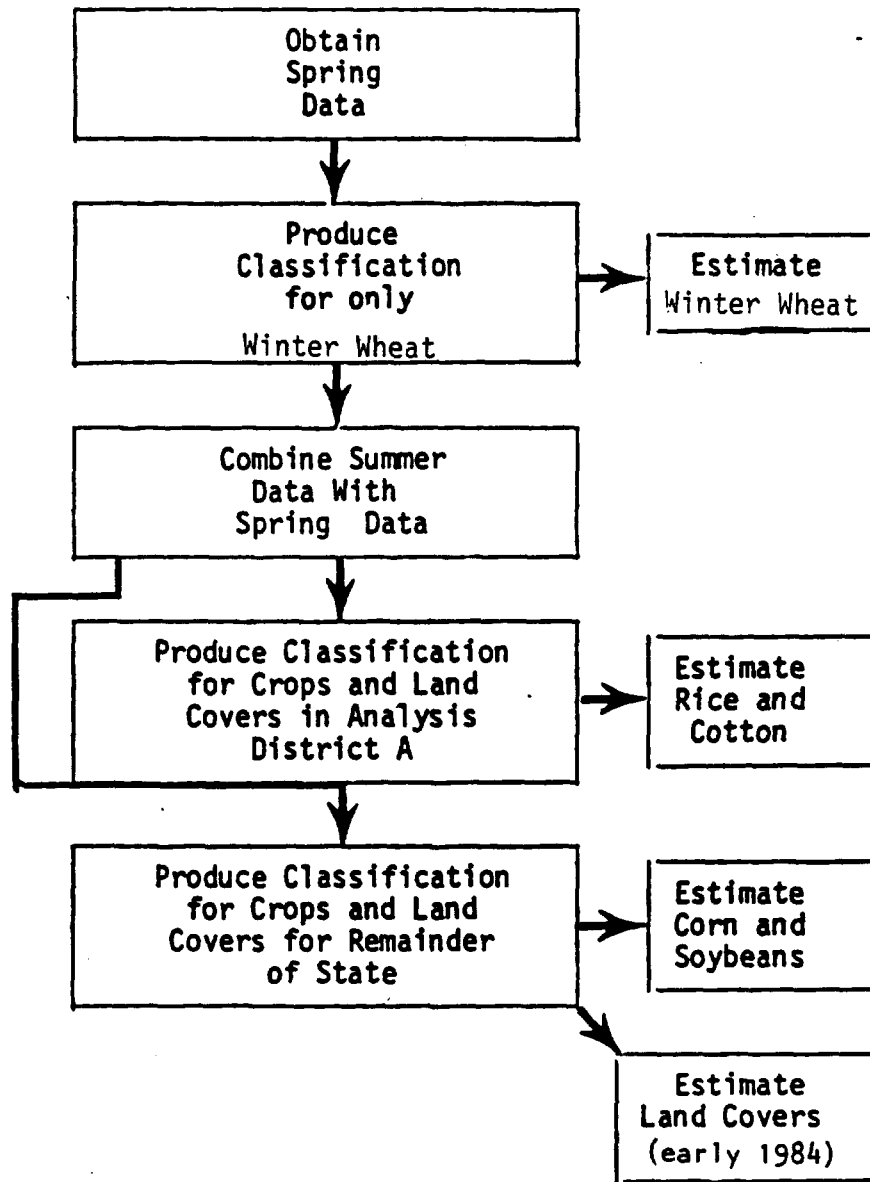 Obtain
Spring
Data
Produce
Classification
for only
Winter Wheat
Estimate
Winter Wheat
Combine Summer
Data With
Spring Data
Produce Classification
for Crops and Land
Covers in Analysis
District A
Estimate
Rice and
Cotton
Produce Classification
for Crops and Land
Covers for Remainder
of State
Estimate
Corn and
Soybeans
Estimate
Land Covers
(early 1984)